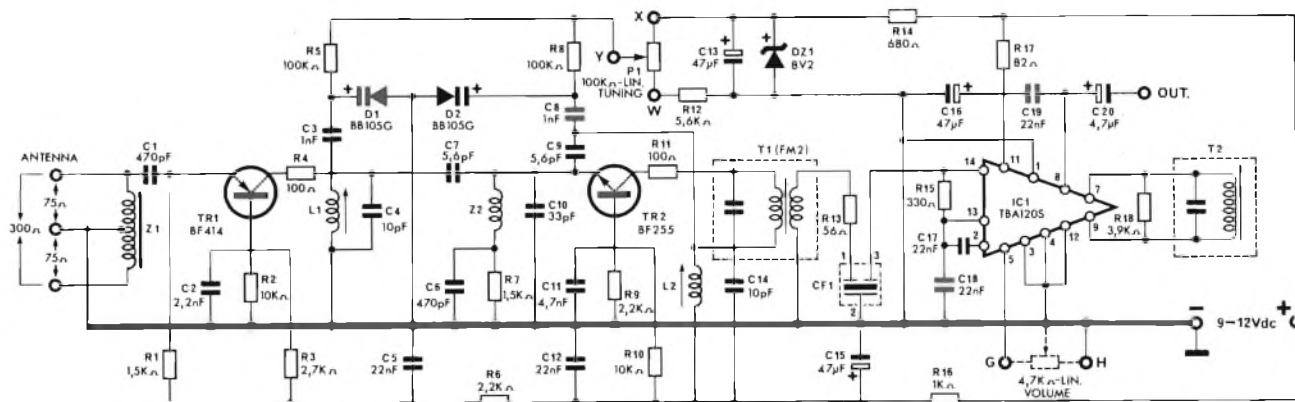 ANTENNA
75Ω
300Ω
75Ω
C1
470pF
Z1
TR1
BF414
C2
2,2nF
R1
1,5KΩ
R2
10KΩ
R3
2,7KΩ
R4
100Ω
R5
100KΩ
C3
1nF
D1
BB105G
D2
BB105G
L1
C4
10pF
C5
22nF
R6
2,2KΩ
C6
470pF
C7
5,6pF
Z2
R7
1,5KΩ
R8
100KΩ
C8
1nF
C9
5,6pF
C10
33pF
C11
4,7nF
C12
22nF
TR2
BF255
R9
2,2KΩ
R10
10KΩ
R11
100Ω
L2
X
Y
W
P1
100KΩ-LIN.
TUNING
R12
5,6KΩ
C13
47µF
DZ1
BV2
R14
680Ω
T1 (FM2)
C14
10pF
R13
56Ω
CF1
1
3
2
C15
47µF
R17
82Ω
C16
47µF
C19
22nF
C20
4,7µF
OUT.
R15
330Ω
C17
22nF
C18
22nF
IC1
TBA120S
14
11
1
8
7
13
2
5
3
4
12
9
R18
3,9KΩ
T2
R16
1KΩ
G
H
4,7KΩ-LIN.
VOLUME
9-12Vdc